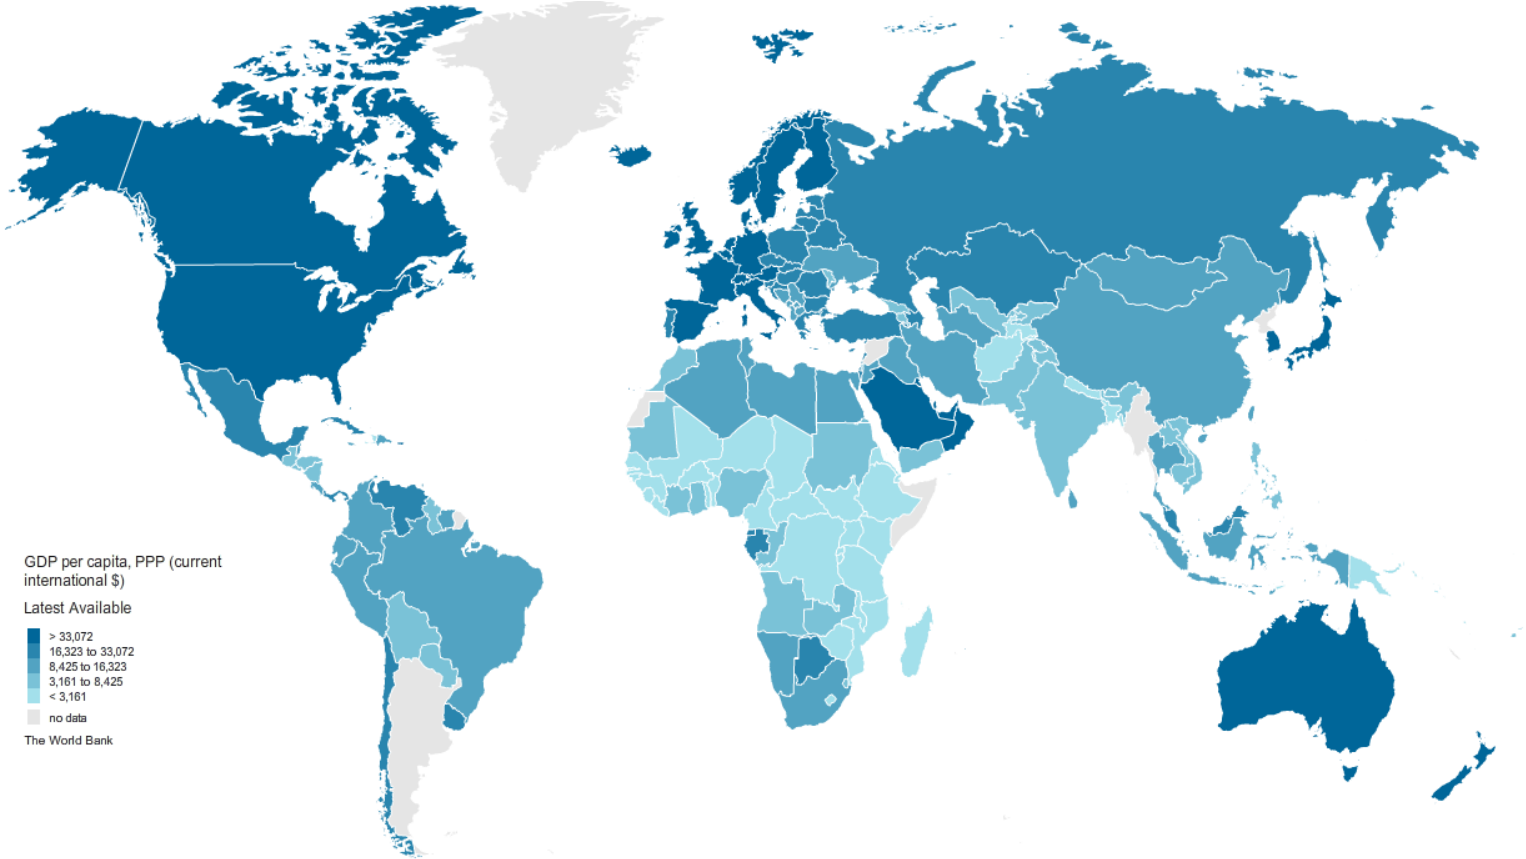 GDP per capita, PPP (current
international $)
Latest Available
> 33,072
16,323 to 33,072
8,425 to 16,323
3,161 to 8,425
< 3,161
no data
The World Bank